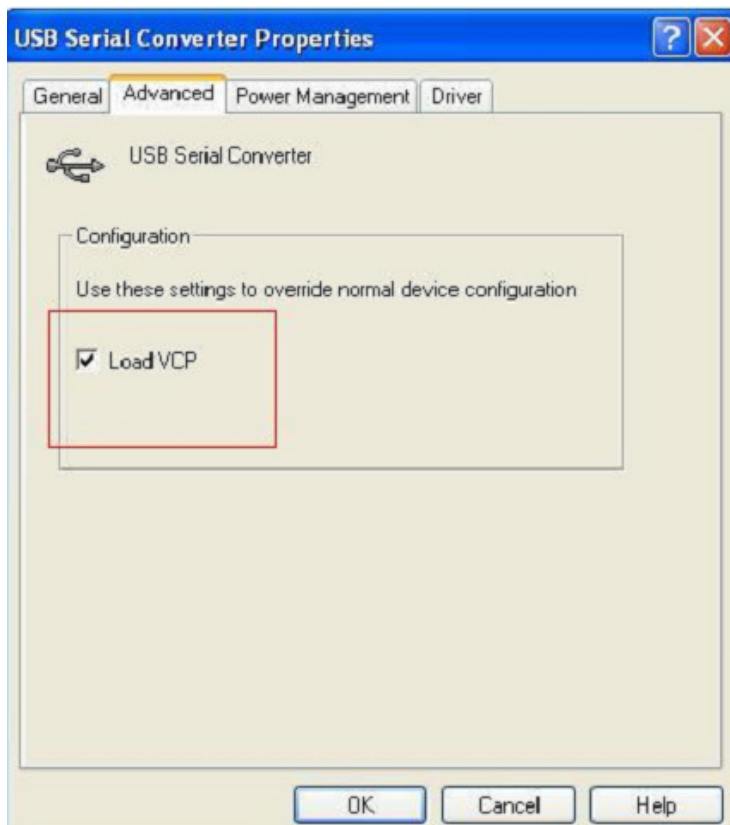 USB Serial Converter Properties
General Advanced Power Management Driver
USB Serial Converter
Configuration
Use these settings to override normal device configuration
Load VCP
OK Cancel Help